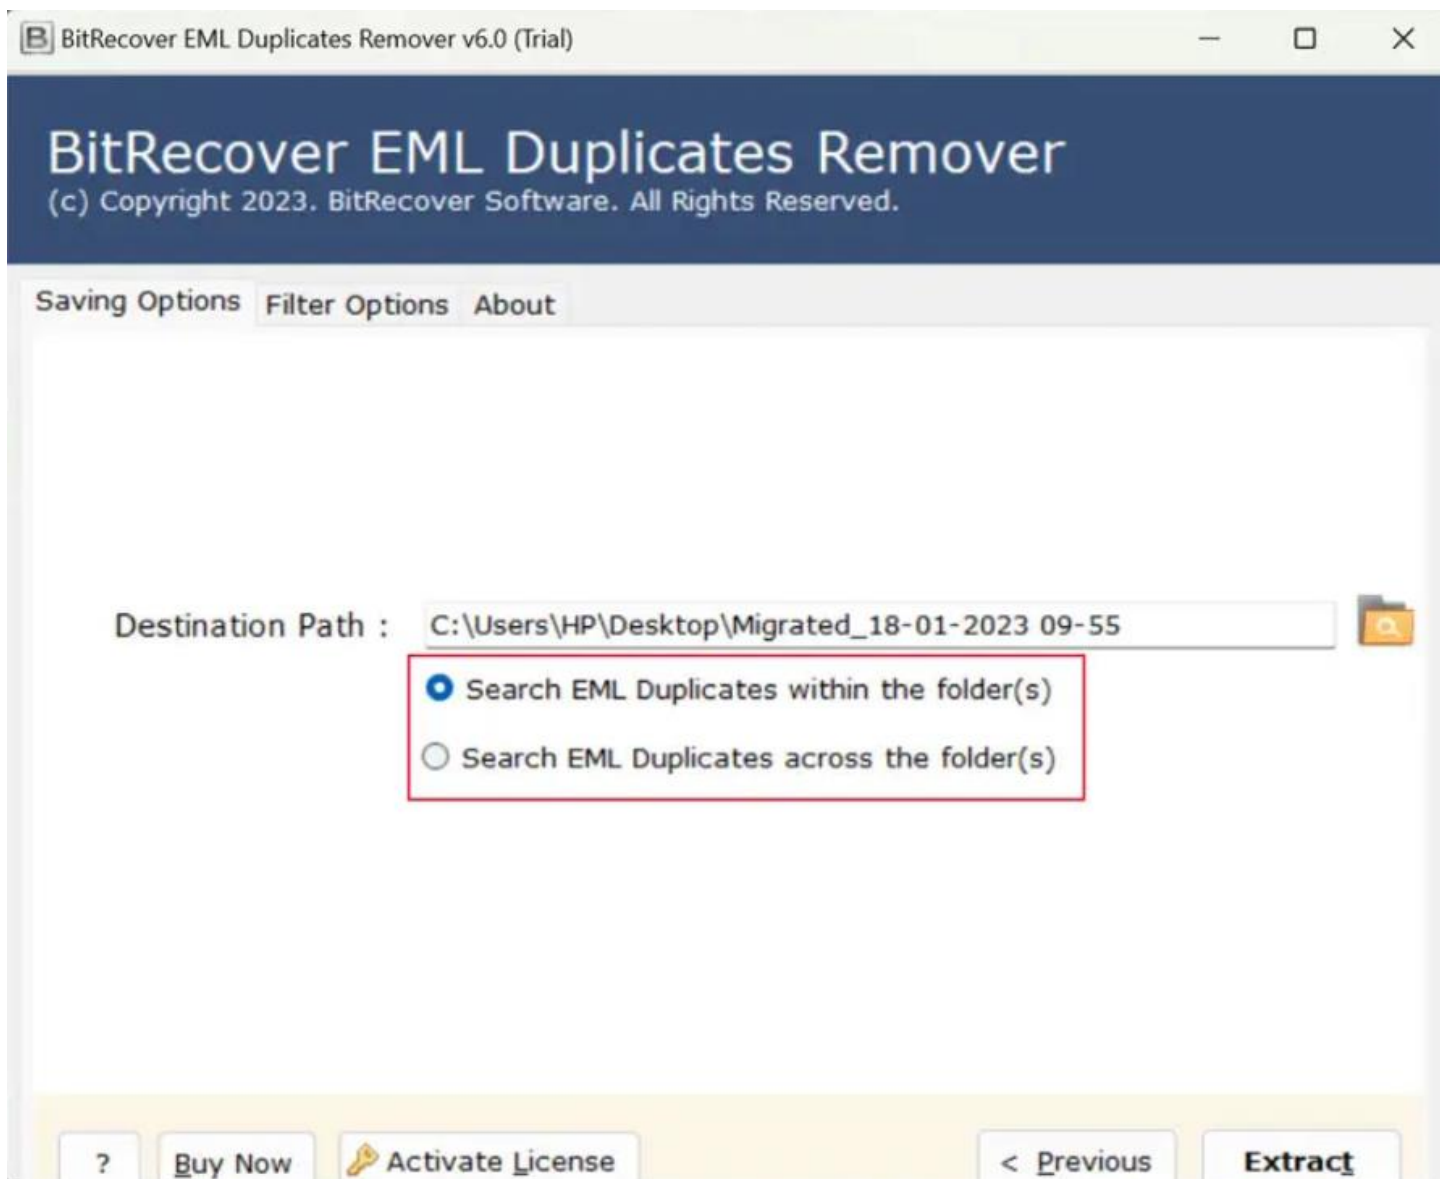 BitRecover EML Duplicates Remover v6.0 (Trial)
BitRecover EML Duplicates Remover
(c) Copyright 2023. BitRecover Software. All Rights Reserved.
Saving Options Filter Options About
Destination Path : C:\Users\HP\Desktop\Migrated_18-01-2023 09-55
Search EML Duplicates within the folder(s)
Search EML Duplicates across the folder(s)
? Buy Now Activate License < Previous Extract